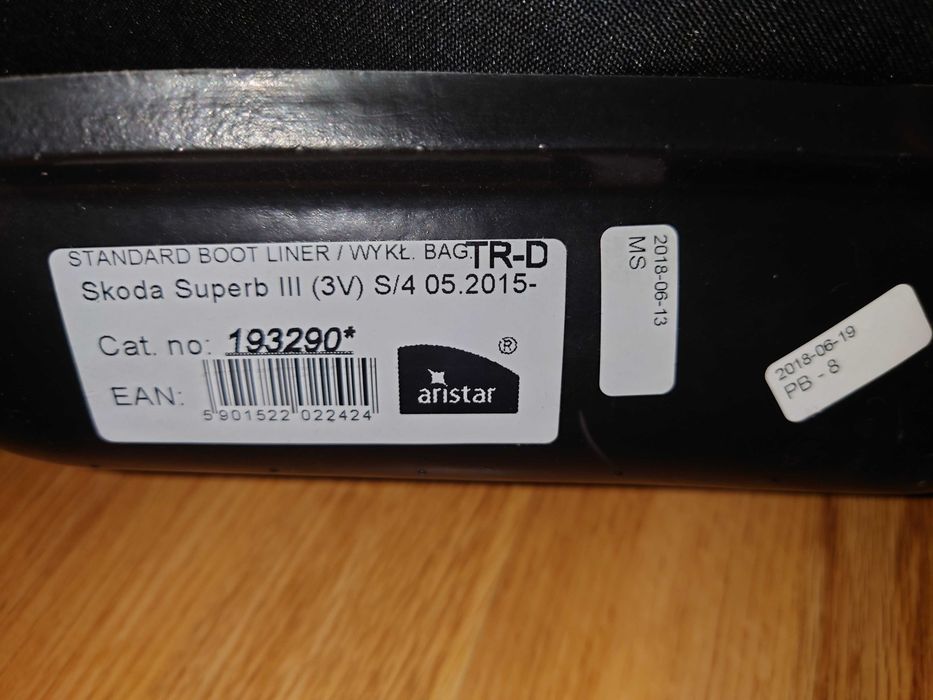 STANDARD BOOT LINER / WYKŁ. BAG.TR-D
Skoda Superb III (3V) S/4 05.2015-
Cat. no: 193290*
EAN:
5 901522 022424
®
aristar
2018-06-13
MS
2018-06-19
PB - 8